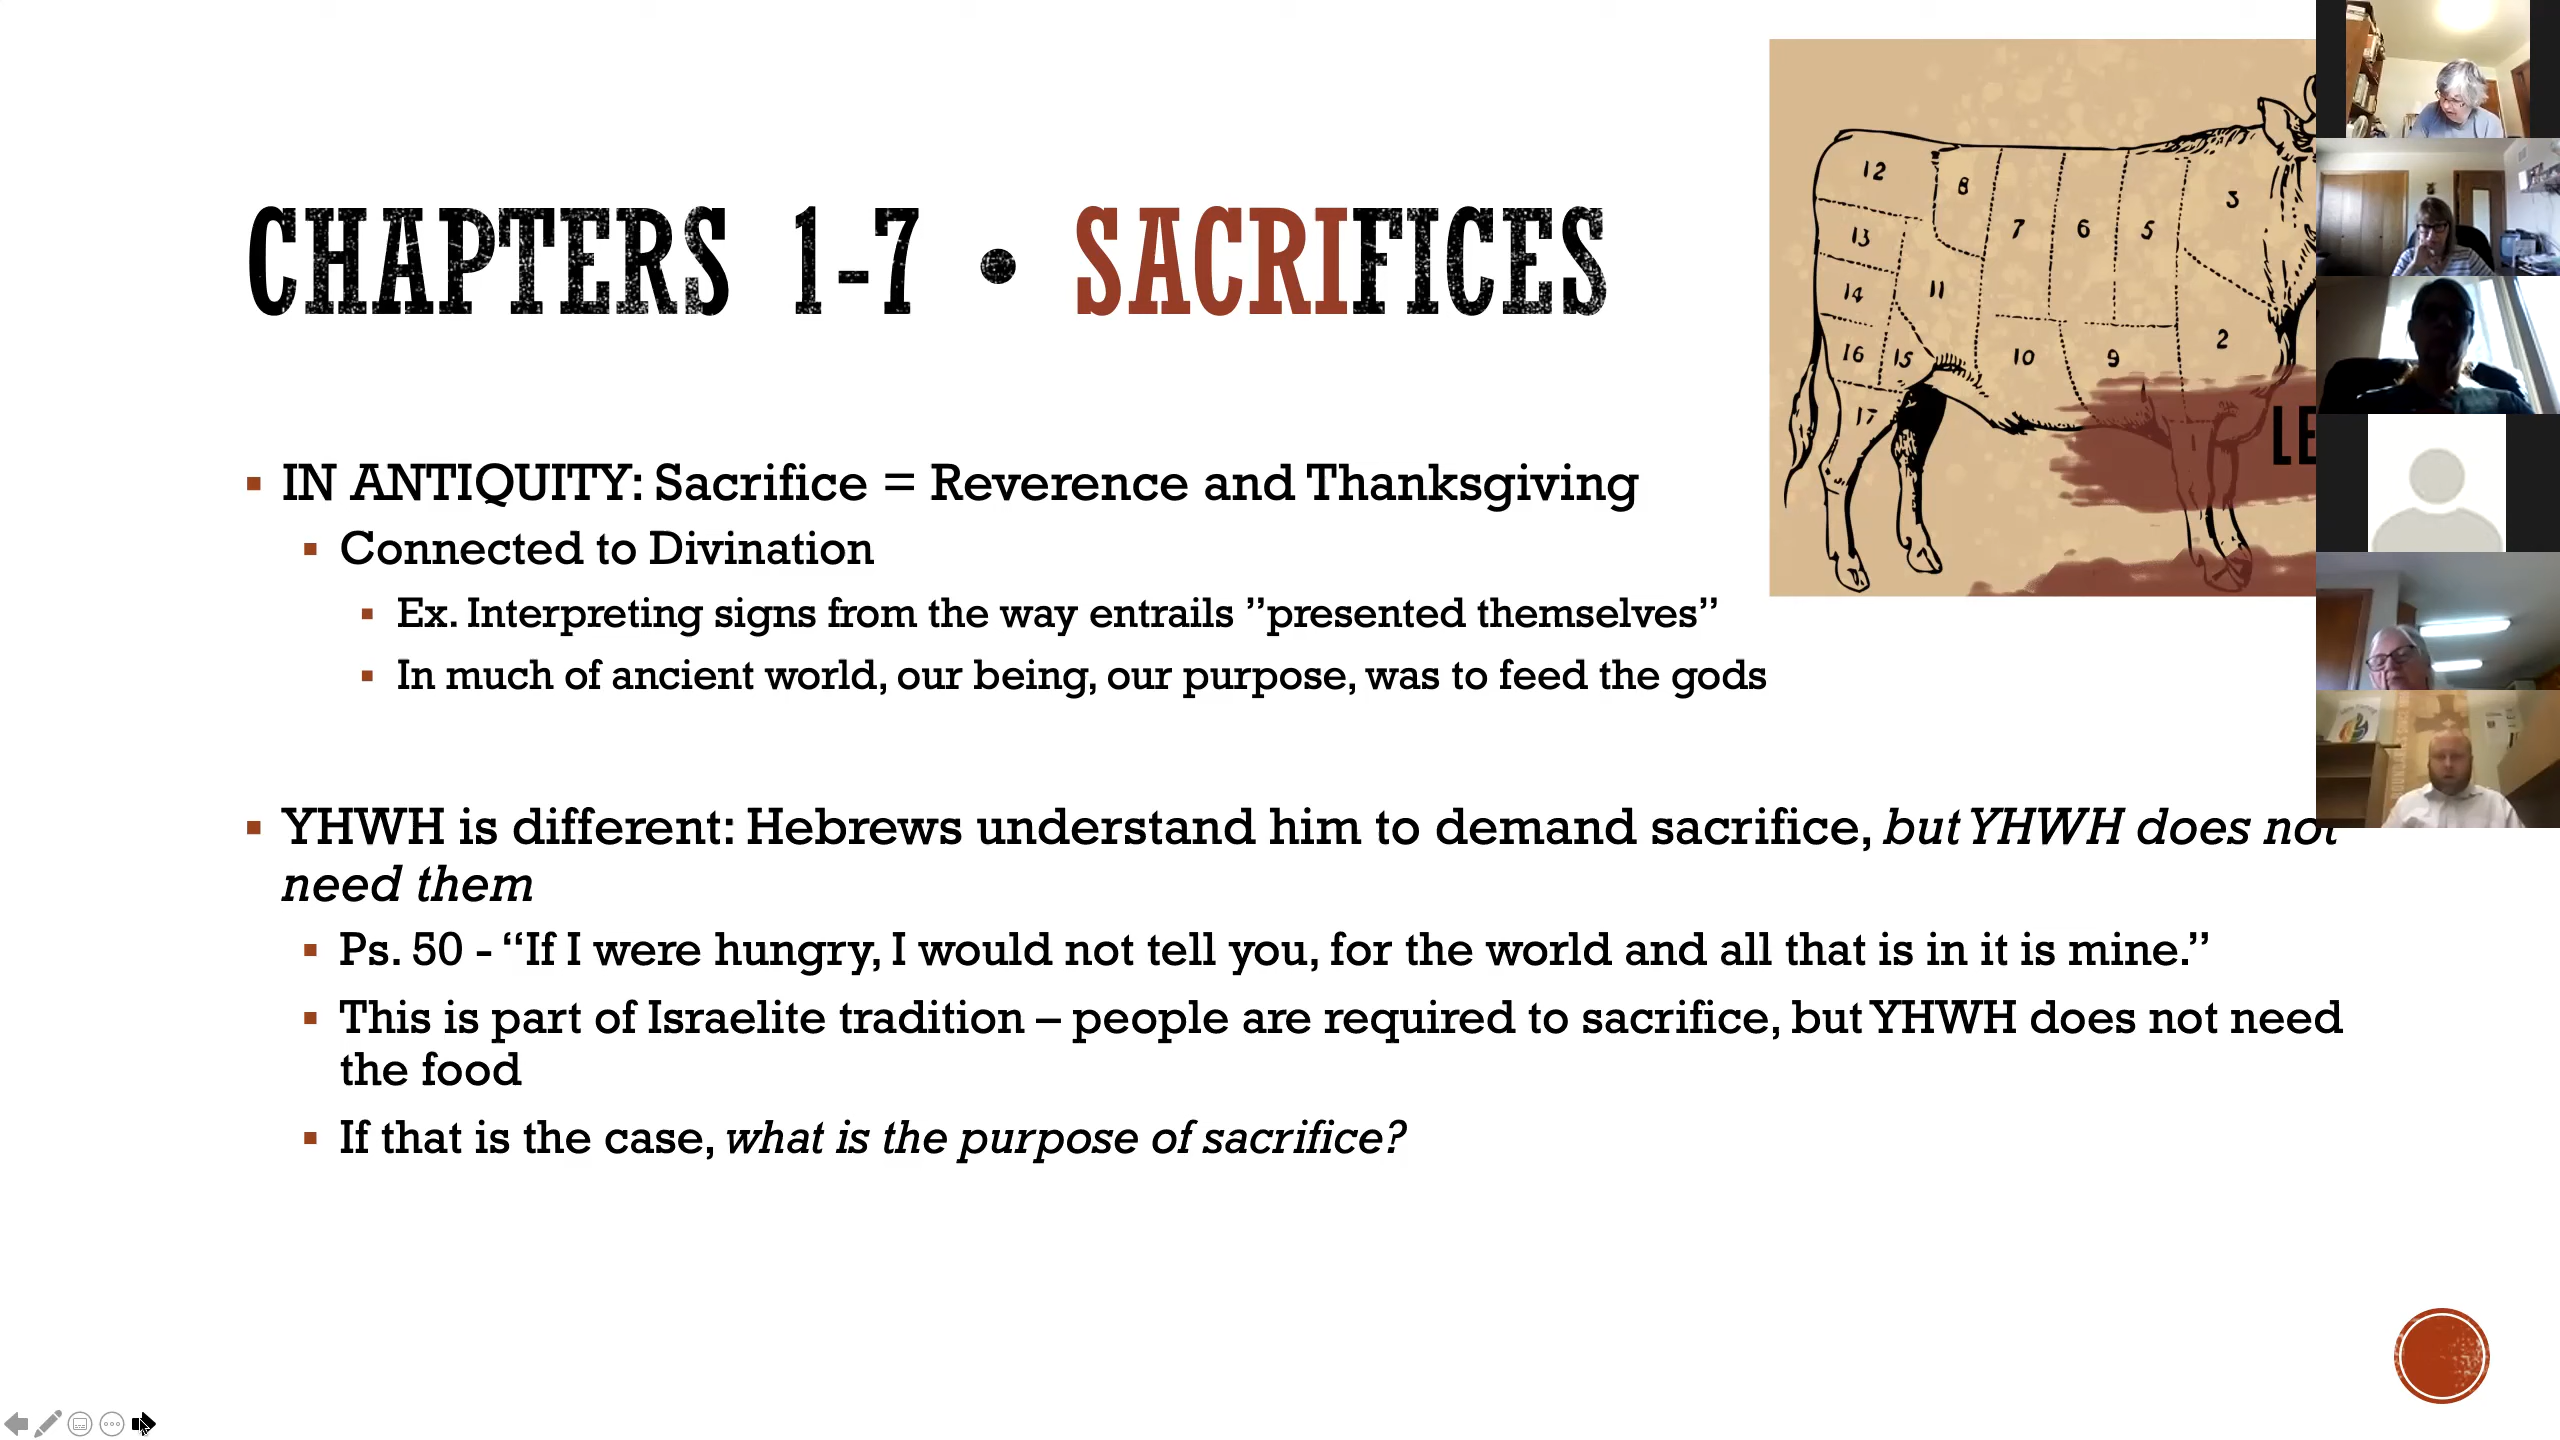 CHAPTERS 1-7 • SACRIFICES
12
8
7
6
5
3
13
14
11
16
15
10
9
2
17
1
LE
▪ IN ANTIQUITY: Sacrifice = Reverence and Thanksgiving
▪ Connected to Divination
▪ Ex. Interpreting signs from the way entrails ”presented themselves”
▪ In much of ancient world, our being, our purpose, was to feed the gods
▪ YHWH is different: Hebrews understand him to demand sacrifice, but YHWH does not
need them
▪ Ps. 50 - “If I were hungry, I would not tell you, for the world and all that is in it is mine.”
▪ This is part of Israelite tradition – people are required to sacrifice, but YHWH does not need
the food
▪ If that is the case, what is the purpose of sacrifice?